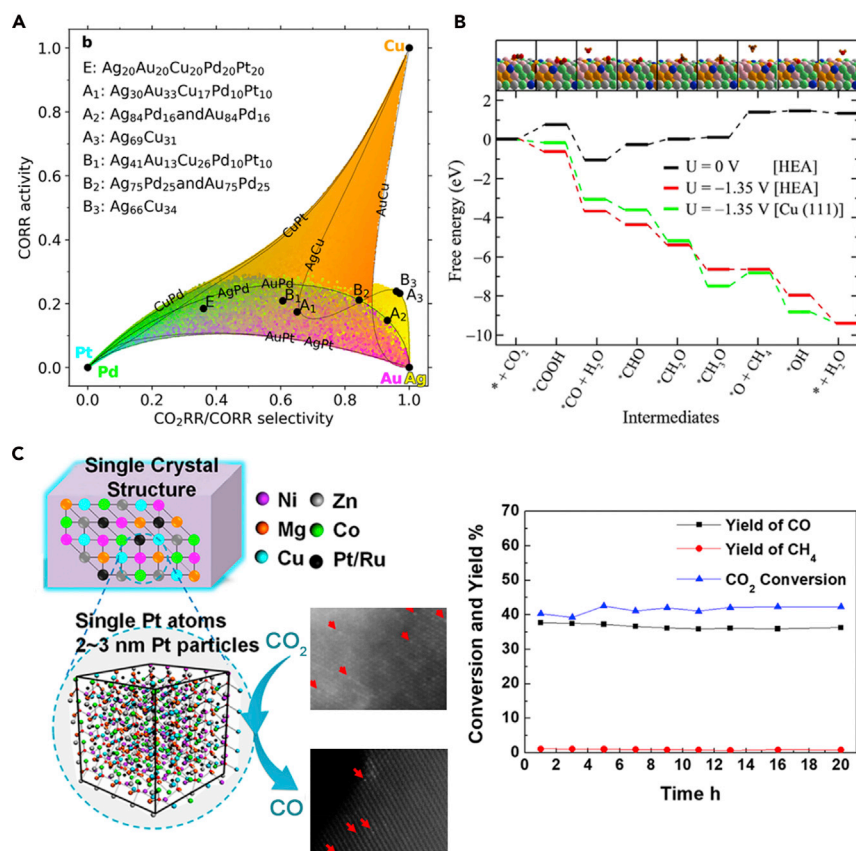 A
b
E: Ag20Au20Cu20Pd20Pt20
A1: Ag30Au33Cu17Pd10Pt10
A2: Ag84Pd16andAu84Pd16
A3: Ag69Cu31
B1: Ag41Au13Cu26Pd10Pt10
B2: Ag75Pd25andAu75Pd25
B3: Ag66Cu34
Cu
CORR activity
1.0
0.8
0.6
0.4
0.2
0.0
CuPt
AgCu
AuCu
CuPd
AgPd
AuPd
E
B1
A1
B2
B3
A3
A2
AuPt
AgPt
Pt
Pd
Au
Ag
0.0 0.2 0.4 0.6 0.8 1.0
CO2RR/CORR selectivity
B
Free energy (eV)
2
0
-2
-4
-6
-8
-10
U = 0 V [HEA]
U = −1.35 V [HEA]
U = −1.35 V [Cu (111)]
* + CO2
*COOH
*CO + H2O
*CHO
*CH2O
*CH3O
*O + CH4
*OH
* + H2O
Intermediates
C
Single Crystal
Structure
Ni
Zn
Mg
Co
Cu
Pt/Ru
Single Pt atoms
2~3 nm Pt particles
CO2
CO
Conversion and Yield %
70
60
50
40
30
20
10
0
Yield of CO
Yield of CH4
CO2 Conversion
0 2 4 6 8 10 12 14 16 18 20
Time h